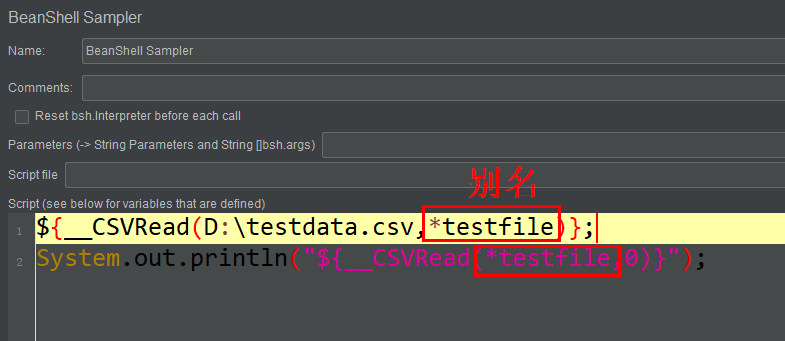 BeanShell Sampler
Name: BeanShell Sampler
Comments:
Reset bsh.Interpreter before each call
Parameters (-> String Parameters and String []bsh.args)
别名
Script file
Script (see below for variables that are defined)
1 ${__CSVRead(D:\testdata.csv,*testfile)};
2 System.out.println("${__CSVRead(*testfile,0)}");